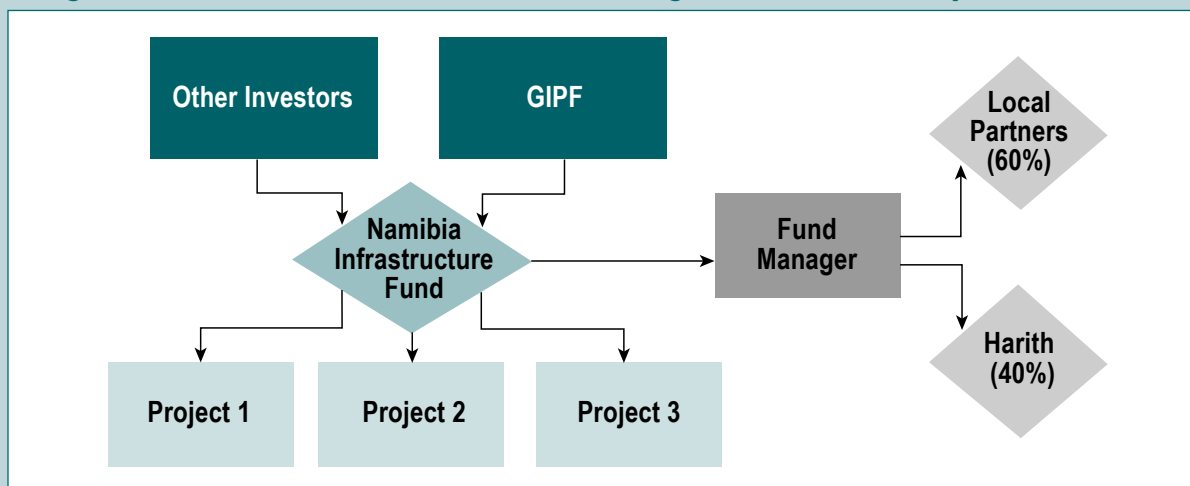 Other Investors
GIPF
Local
Partners
(60%)
Namibia
Infrastructure
Fund
Fund
Manager
Harith
(40%)
Project 1
Project 2
Project 3